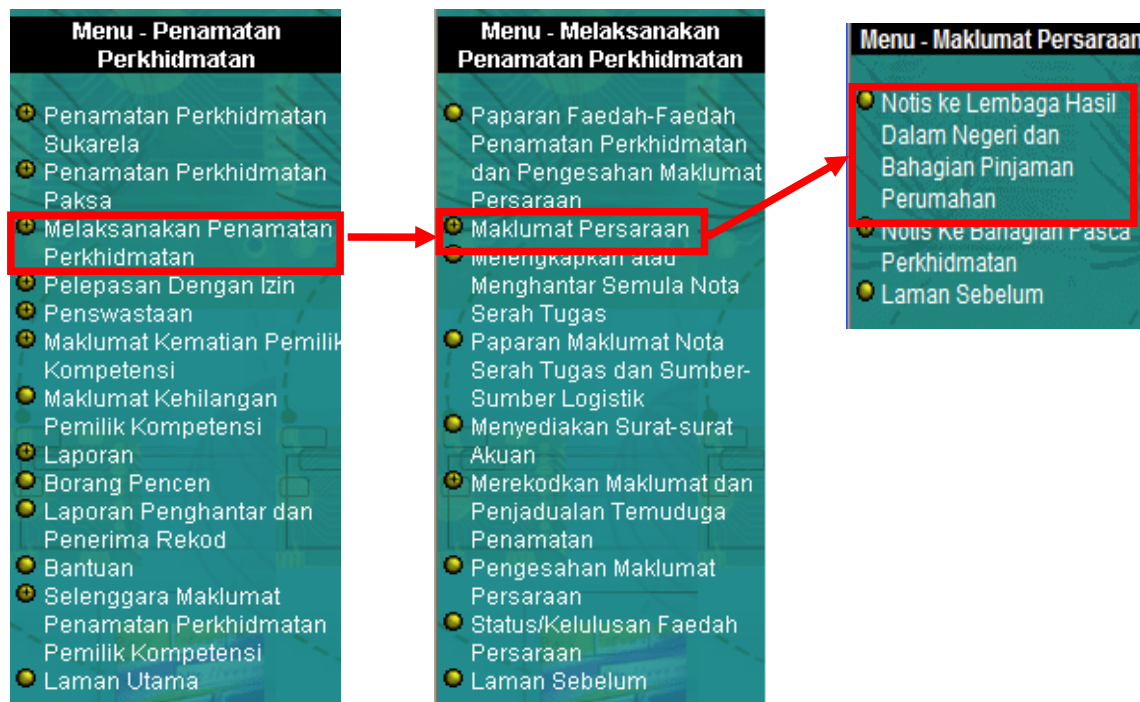 Menu - Penamatan
Perkhidmatan
Penamatan Perkhidmatan
Sukarela
Penamatan Perkhidmatan
Paksa
Melaksanakan Penamatan
Perkhidmatan
Pelepasan Dengan Izin
Penswastaan
Maklumat Kematian Pemilik
Kompetensi
Maklumat Kehilangan
Pemilik Kompetensi
Laporan
Borang Pencen
Laporan Penghantar dan
Penerima Rekod
Bantuan
Selenggara Maklumat
Penamatan Perkhidmatan
Pemilik Kompetensi
Laman Utama
Menu - Melaksanakan
Penamatan Perkhidmatan
Paparan Faedah-Faedah
Penamatan Perkhidmatan
dan Pengesahan Maklumat
Persaraan
Maklumat Persaraan
Melengkapkan atau
Menghantar Semula Nota
Serah Tugas
Paparan Maklumat Nota
Serah Tugas dan Sumber-
Sumber Logistik
Menyediakan Surat-surat
Akuan
Merekodkan Maklumat dan
Penjadualan Temuduga
Penamatan
Pengesahan Maklumat
Persaraan
Status/Kelulusan Faedah
Persaraan
Laman Sebelum
Menu - Maklumat Persaraan
Notis ke Lembaga Hasil
Dalam Negeri dan
Bahagian Pinjaman
Perumahan
Notis Ke Bahagian Pasca
Perkhidmatan
Laman Sebelum